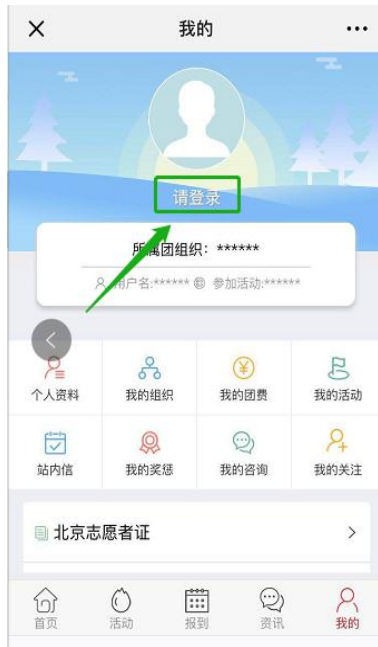 我的
请登录
所属团组织：******
用户名:****** 参加活动:******
个人资料 我的组织 我的团费 我的活动
站内信 我的奖惩 我的咨询 我的关注
北京志愿者证
首页 活动 报到 资讯 我的